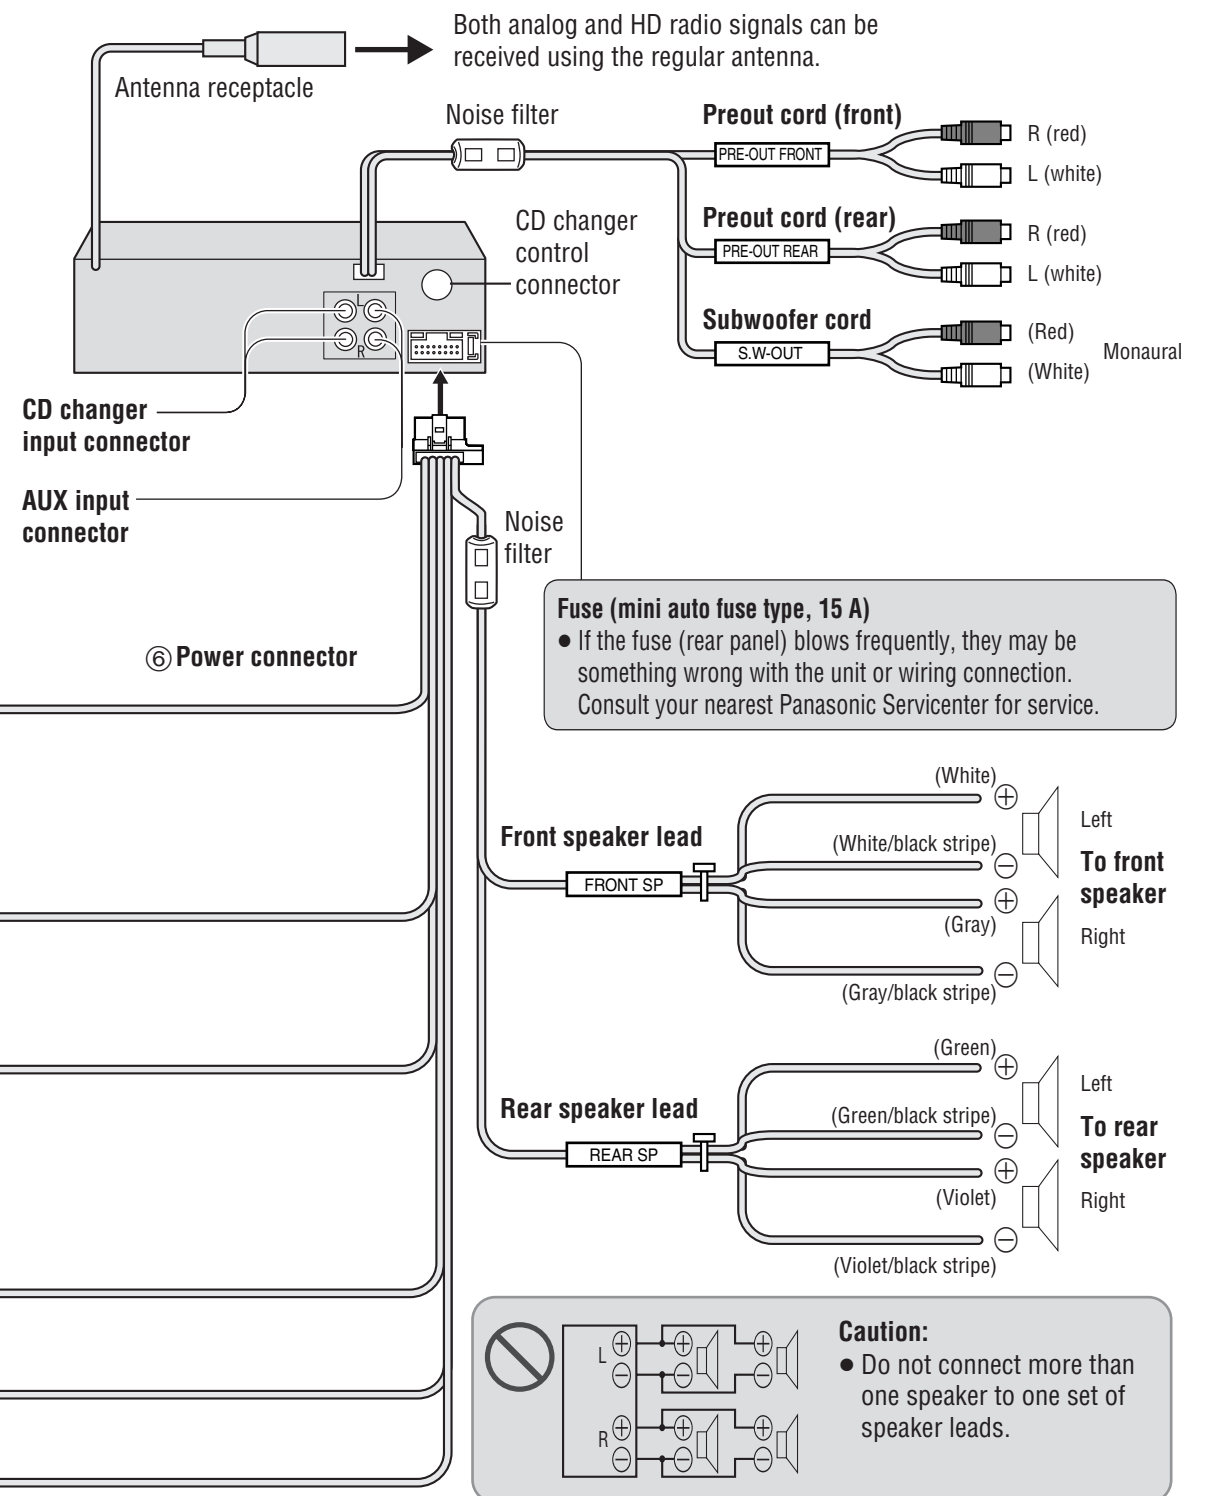 Both analog and HD radio signals can be
received using the regular antenna.
Antenna receptacle
Noise filter
Preout cord (front)
PRE-OUT FRONT
R (red)
L (white)
CD changer
control
connector
Preout cord (rear)
PRE-OUT REAR
R (red)
L (white)
Subwoofer cord
S.W-OUT
(Red)
(White)
Monaural
L
R
CD changer
input connector
AUX input
connector
Noise
filter
Fuse (mini auto fuse type, 15 A)
● If the fuse (rear panel) blows frequently, they may be
something wrong with the unit or wiring connection.
Consult your nearest Panasonic Servicenter for service.
⑥ Power connector
Front speaker lead
FRONT SP
(White)
+
(White/black stripe)
−
+
(Gray)
−
(Gray/black stripe)
Left
To front
speaker
Right
Rear speaker lead
REAR SP
(Green)
+
(Green/black stripe)
−
+
(Violet)
−
(Violet/black stripe)
Left
To rear
speaker
Right
L + + +
− − −
R + + +
− − −
Caution:
● Do not connect more than
one speaker to one set of
speaker leads.